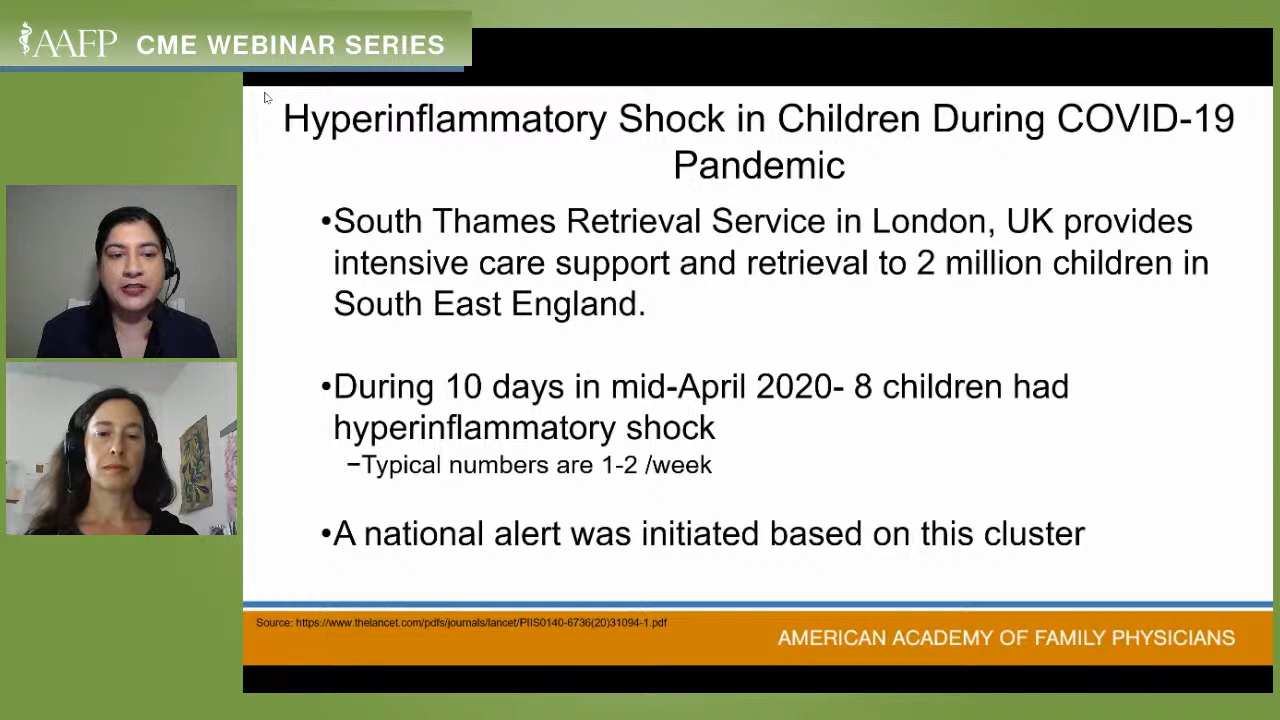 AAFP CME WEBINAR SERIES
Hyperinflammatory Shock in Children During COVID-19
Pandemic
•South Thames Retrieval Service in London, UK provides
intensive care support and retrieval to 2 million children in
South East England.
•During 10 days in mid-April 2020- 8 children had
hyperinflammatory shock
−Typical numbers are 1-2 /week
•A national alert was initiated based on this cluster
Source: https://www.thelancet.com/pdfs/journals/lancet/PIIS0140-6736(20)31094-1.pdf
AMERICAN ACADEMY OF FAMILY PHYSICIANS